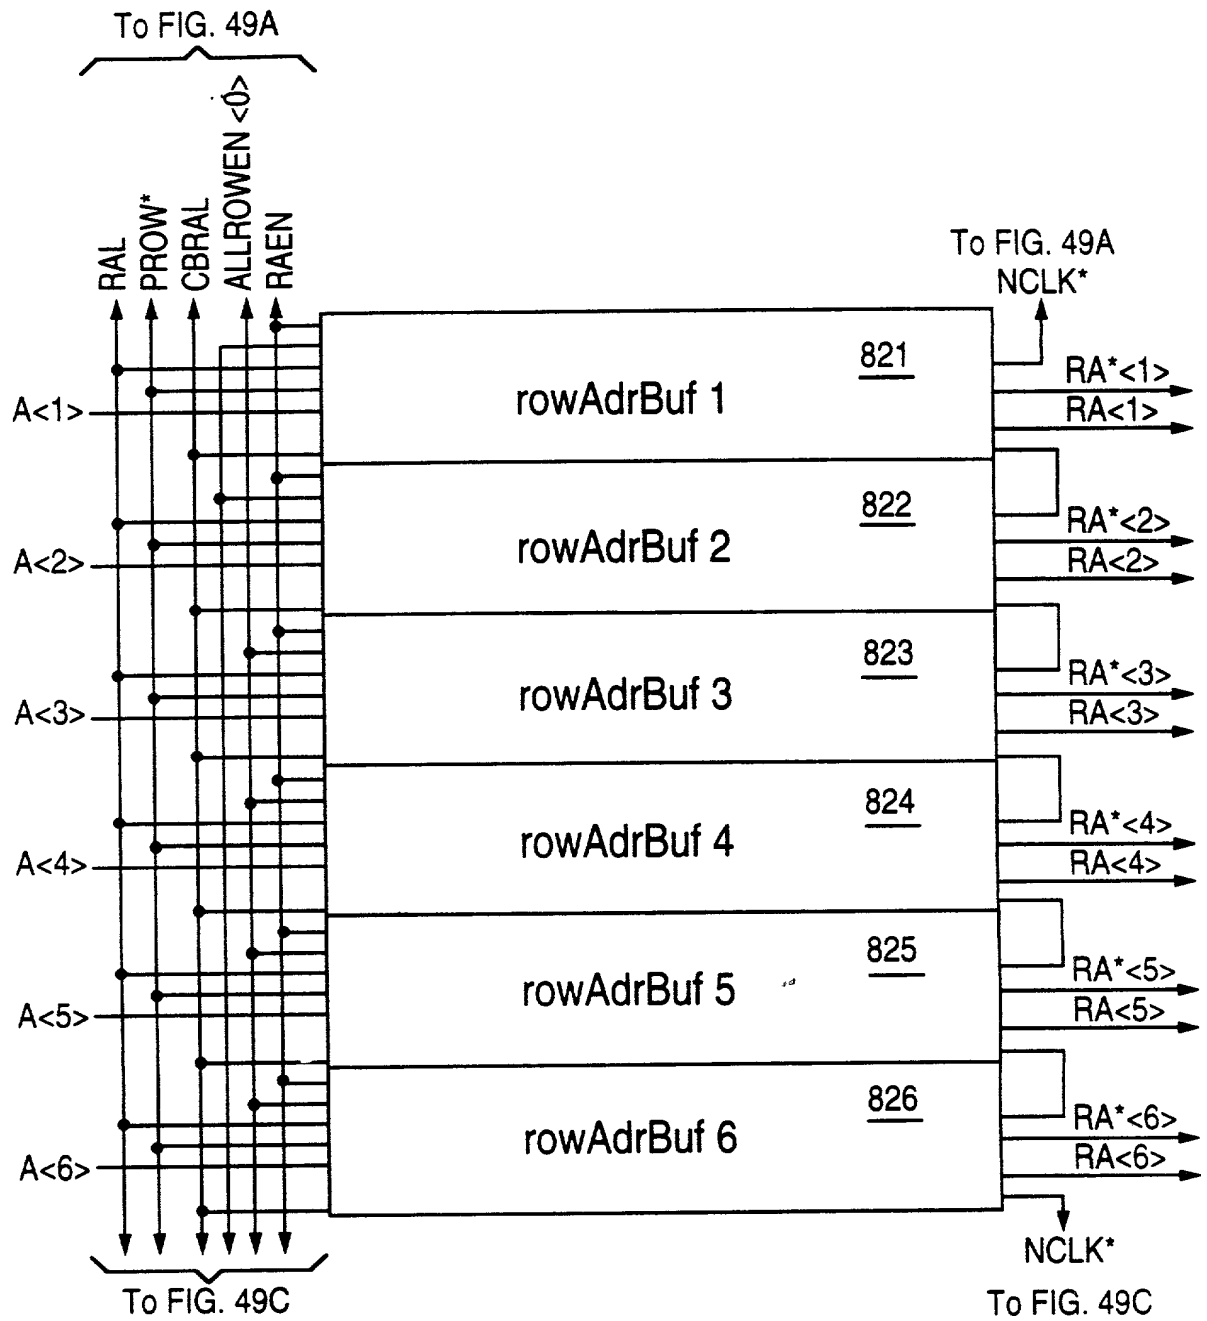 To FIG. 49A
RAL
PROW*
CBRAL
ALLROWEN <0>
RAEN
To FIG. 49A
NCLK*
821
rowAdrBuf 1
A<1>
RA*<1>
RA<1>
822
rowAdrBuf 2
A<2>
RA*<2>
RA<2>
823
rowAdrBuf 3
A<3>
RA*<3>
RA<3>
824
rowAdrBuf 4
A<4>
RA*<4>
RA<4>
825
rowAdrBuf 5
A<5>
RA*<5>
RA<5>
826
rowAdrBuf 6
A<6>
RA*<6>
RA<6>
NCLK*
To FIG. 49C
To FIG. 49C